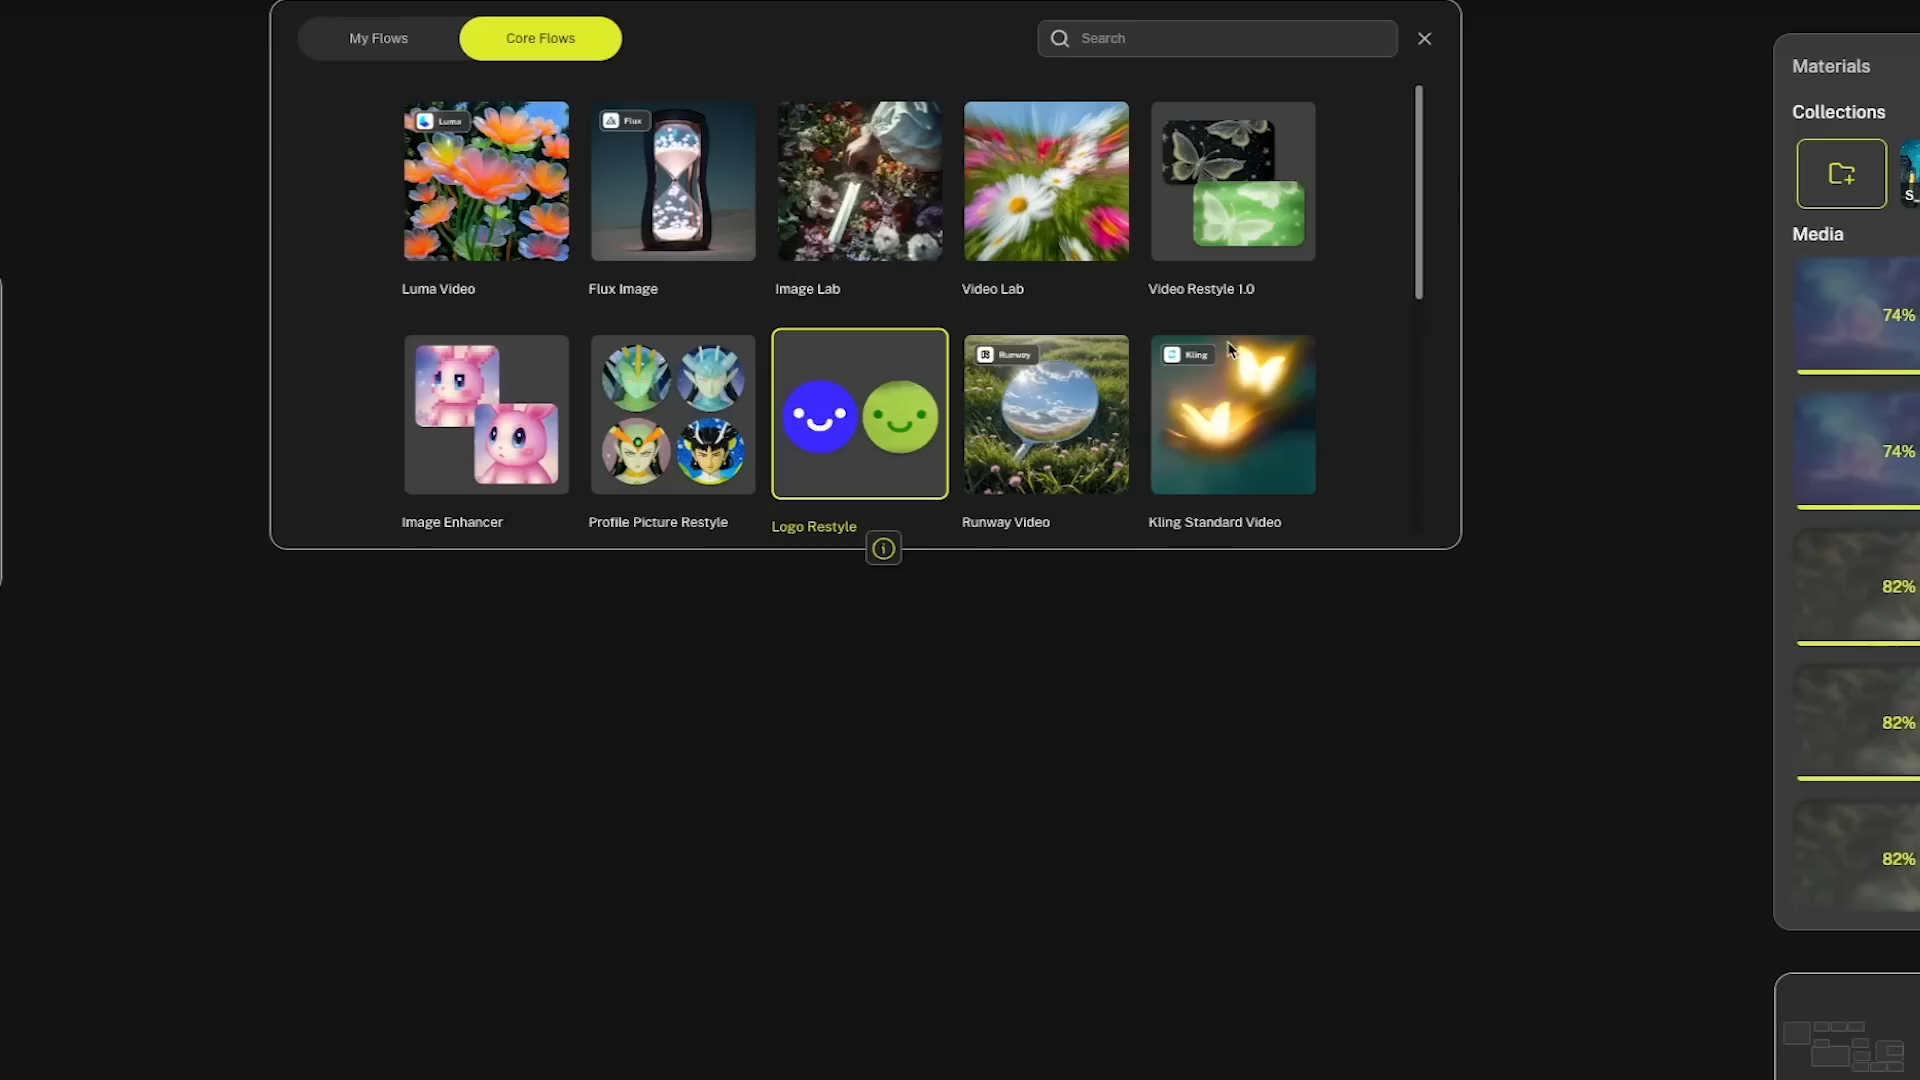 My Flows
Core Flows
Search
Luma
Flux
Luma Video
Flux Image
Image Lab
Video Lab
Video Restyle 1.0
Runway
Kling
Image Enhancer
Profile Picture Restyle
Logo Restyle
Runway Video
Kling Standard Video
Materials
Collections
S_
Media
74%
74%
82%
82%
82%